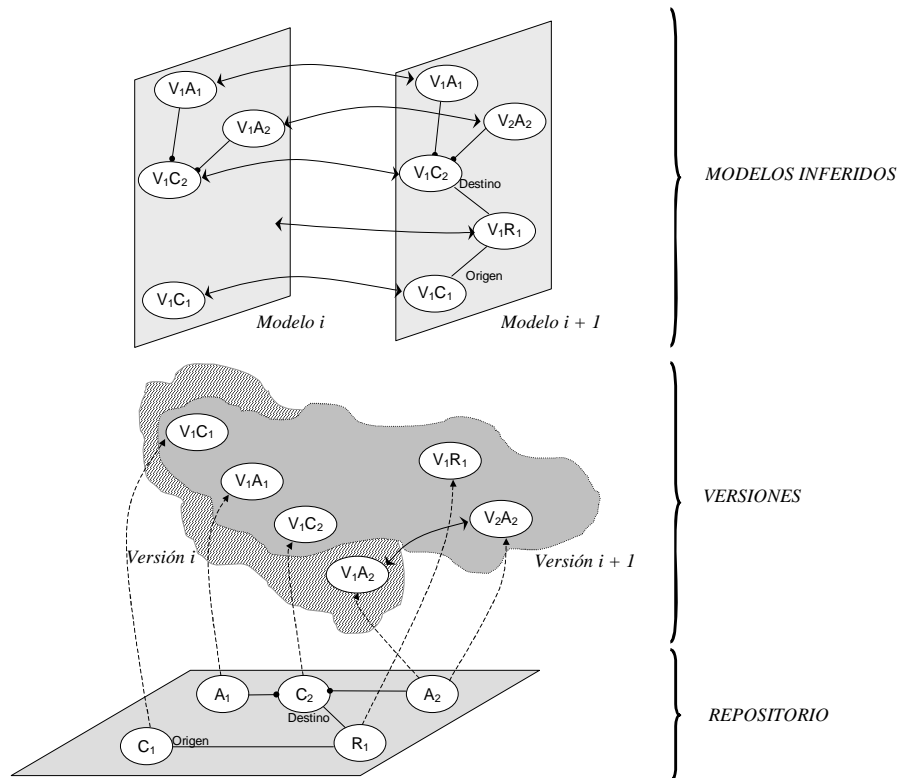 V₁A₁
V₁A₁
V₁A₂
V₂A₂
V₁C₂
V₁C₂
Destino
MODELOS INFERIDOS
V₁R₁
V₁C₁
Origen
V₁C₁
Modelo i
Modelo i + 1
V₁C₁
V₁R₁
V₁A₁
V₁C₂
V₂A₂
VERSIONES
Versión i
V₁A₂
Versión i + 1
A₁
C₂
A₂
Destino
REPOSITORIO
C₁
Origen
R₁